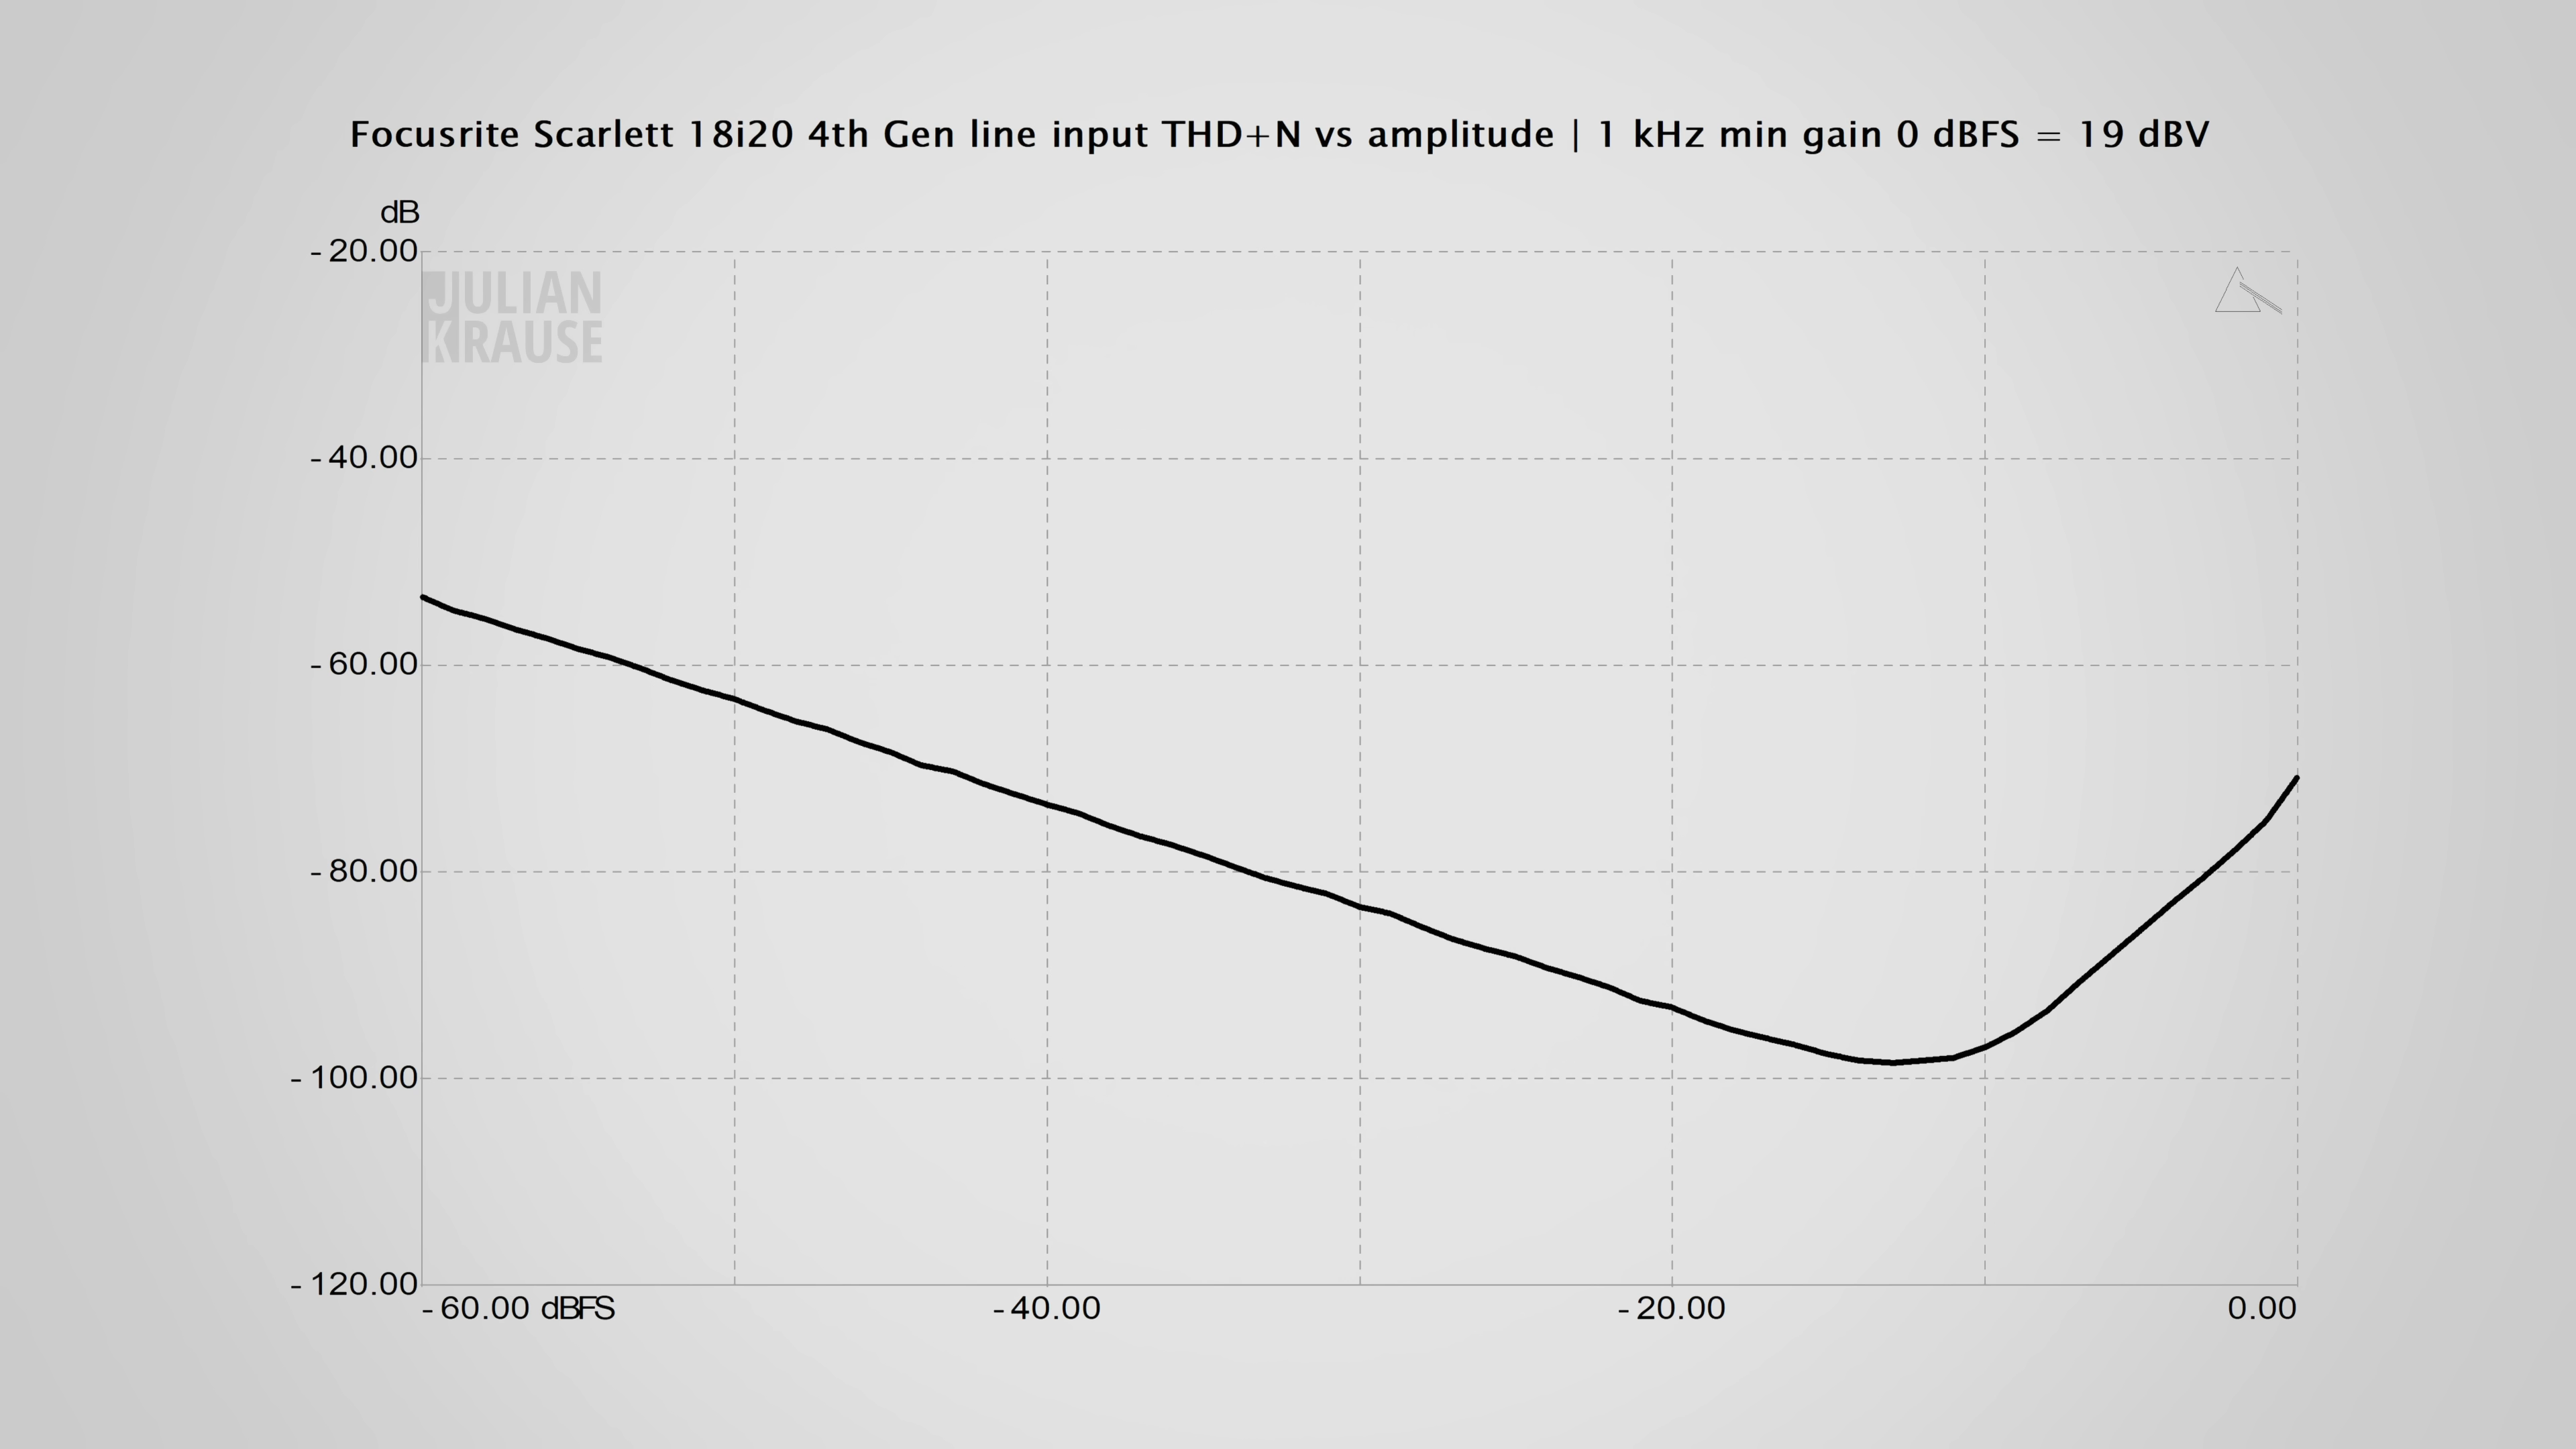 Focusrite Scarlett 18i20 4th Gen line input THD+N vs amplitude | 1 kHz min gain 0 dBFS = 19 dBV
dB
-20.00
JULIAN
KRAUSE
-40.00
-60.00
-80.00
-100.00
-120.00
-60.00 dBFS
-40.00
-20.00
0.00